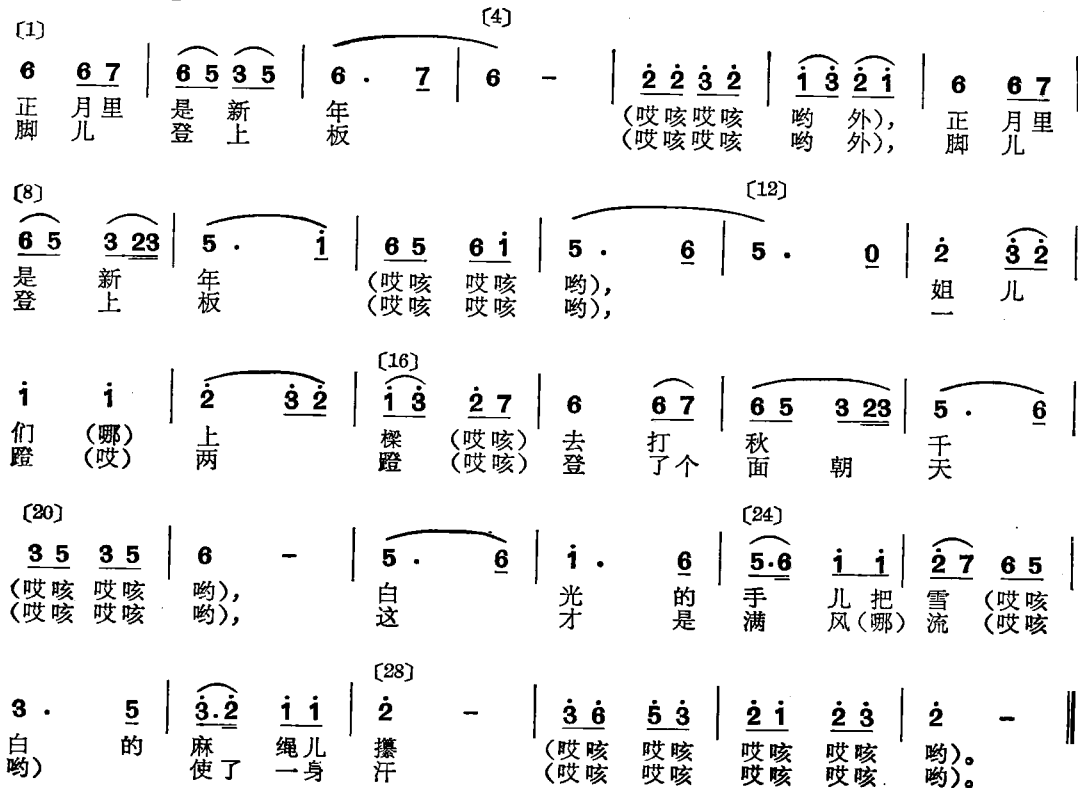 〔1〕 〔4〕
6 6 7 | 6 5 3 5 | 6 . 7 | 6 – | 2̇ 2̇ 3̇ 2̇ | 1̇ 3̇ 2̇ 1̇ | 6 6 7 |
正 月里 是 新 年 (哎咳哎咳 哟 外), 正 月里
脚 儿 登 上 板 (哎咳哎咳 哟 外), 脚 儿
〔8〕 〔12〕
6 5 3 23 | 5 . 1̇ | 6 5 6 1̇ | 5 . 6 | 5 . 0 | 2̇ 3̇ 2̇ |
是 新 年 (哎咳 哎咳 哟), 姐 儿
登 上 板 (哎咳 哎咳 哟), 一
〔16〕
1̇ 1̇ | 2̇ 3̇ 2̇ | 1̇ 3̇ 2̇ 7 | 6 6 7 | 6 5 3 23 | 5 . 6 |
们 (哪) 上 樑 (哎咳) 去 打 秋 千
蹬 (哎) 两 蹬 (哎咳) 登 了个 面 朝 天
〔20〕 〔24〕
3 5 3 5 | 6 – | 5 . 6 | 1̇ . 6 | 5·6 1̇ 1̇ | 2̇ 7 6 5 |
(哎咳 哎咳 哟), 白 光 的 手 儿 把 雪 (哎咳
(哎咳 哎咳 哟), 这 才 是 满 风(哪) 流 (哎咳
〔28〕
3 . 5 | 3̇.2̇ 1̇ 1̇ | 2̇ – | 3̇ 6̇ 5̇ 3̇ | 2̇ 1̇ 2̇ 3̇ | 2̇ – ‖
白 的 麻 绳儿 攥 (哎咳 哎咳 哎咳 哎咳 哟)。
哟) 使了 一身 汗 (哎咳 哎咳 哎咳 哎咳 哟)。